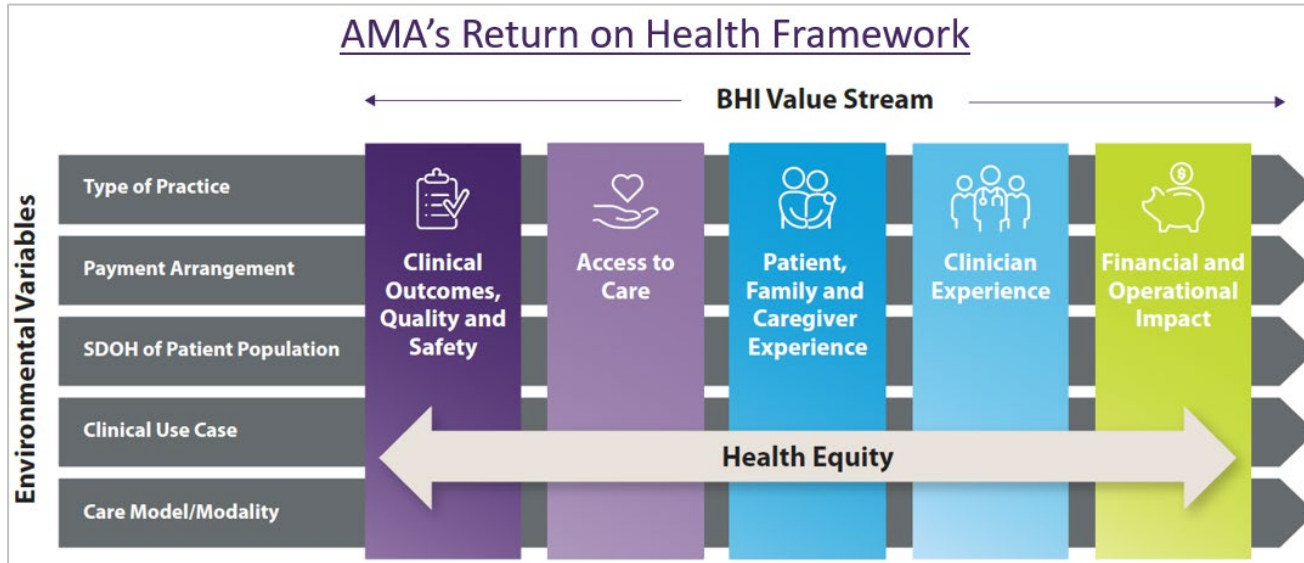 AMA's Return on Health Framework
BHI Value Stream
Environmental Variables
Type of Practice
Payment Arrangement
SDOH of Patient Population
Clinical Use Case
Care Model/Modality
Clinical
Outcomes,
Quality and
Safety
Access to
Care
Patient,
Family and
Caregiver
Experience
Clinician
Experience
$
Financial and
Operational
Impact
Health Equity